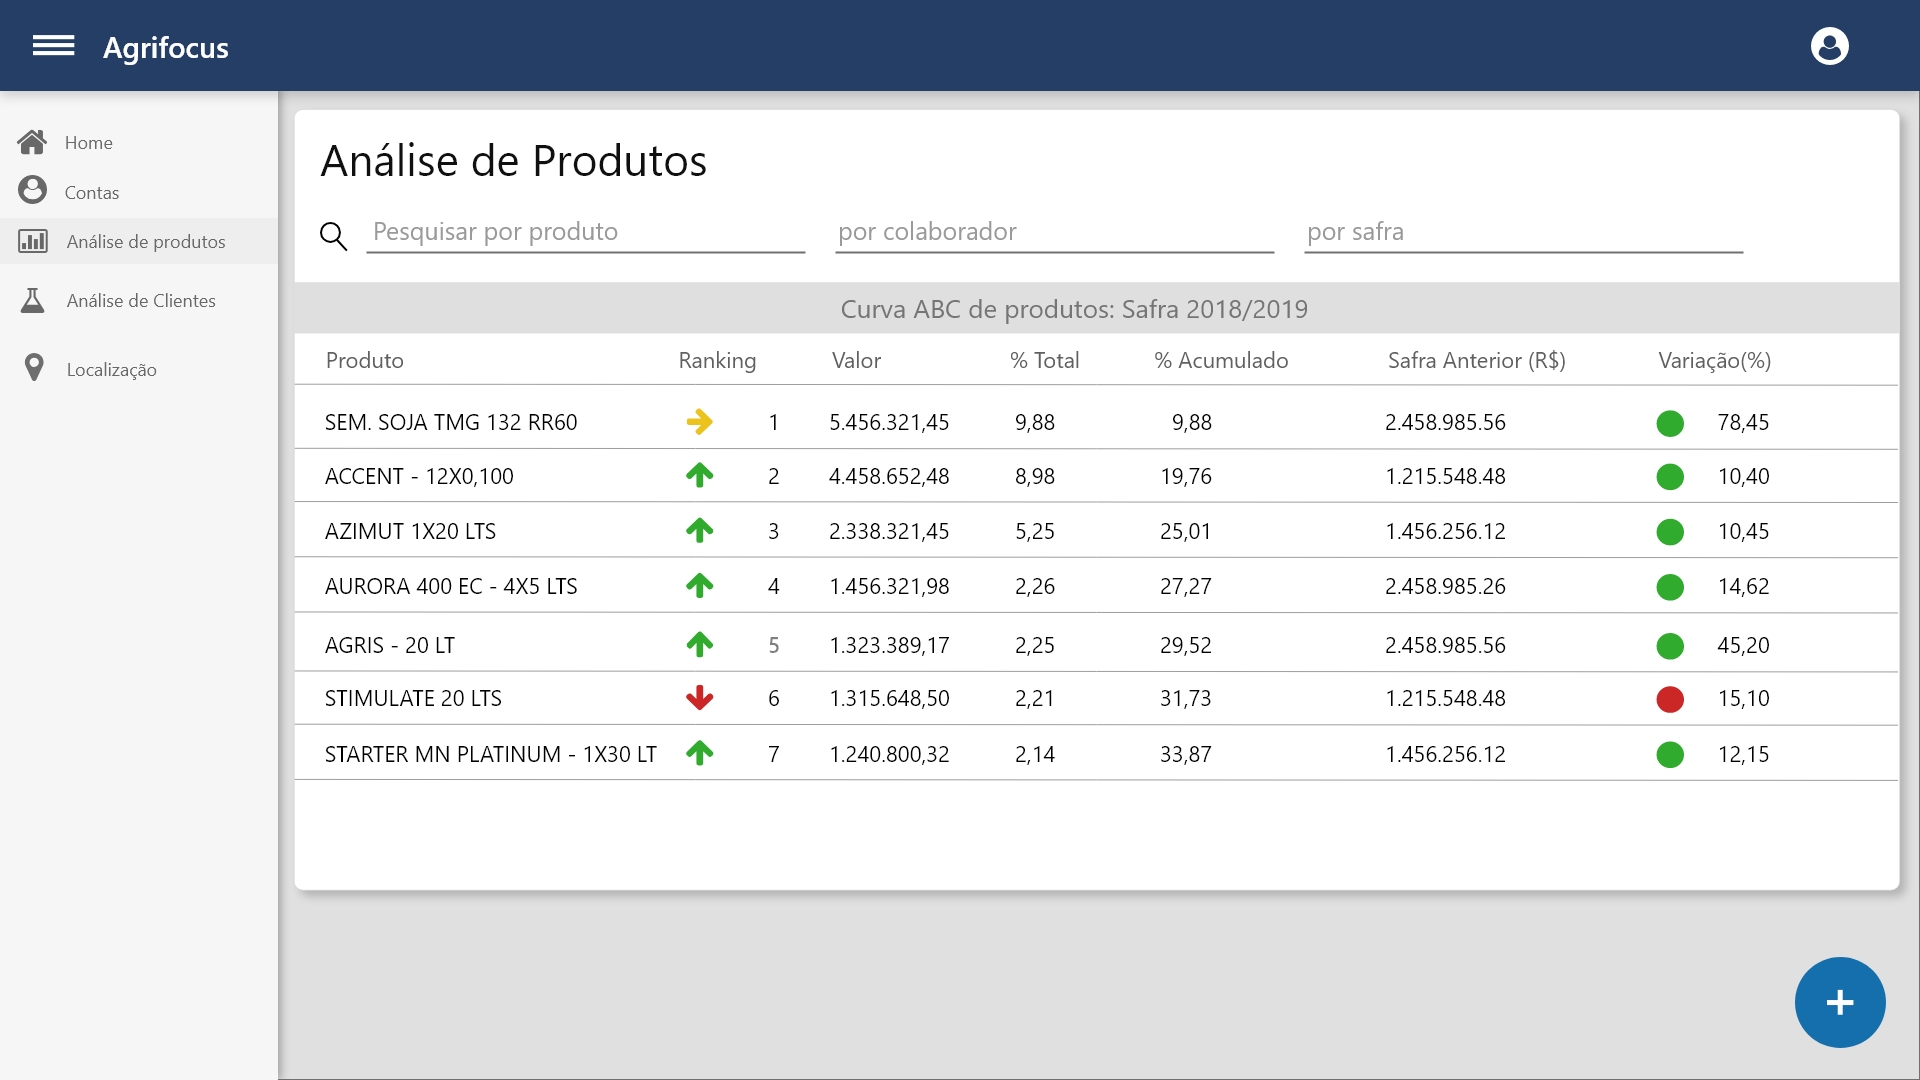 Agrifocus
Home
Contas
Análise de produtos
Análise de Clientes
Localização
Análise de Produtos
Pesquisar por produto por colaborador por safra
Curva ABC de produtos: Safra 2018/2019
Produto Ranking Valor % Total % Acumulado Safra Anterior (R$) Variação(%)
SEM. SOJA TMG 132 RR60 1 5.456.321,45 9,88 9,88 2.458.985.56 78,45
ACCENT - 12X0,100 2 4.458.652,48 8,98 19,76 1.215.548.48 10,40
AZIMUT 1X20 LTS 3 2.338.321,45 5,25 25,01 1.456.256.12 10,45
AURORA 400 EC - 4X5 LTS 4 1.456.321,98 2,26 27,27 2.458.985.26 14,62
AGRIS - 20 LT 5 1.323.389,17 2,25 29,52 2.458.985.56 45,20
STIMULATE 20 LTS 6 1.315.648,50 2,21 31,73 1.215.548.48 15,10
STARTER MN PLATINUM - 1X30 LT 7 1.240.800,32 2,14 33,87 1.456.256.12 12,15
+